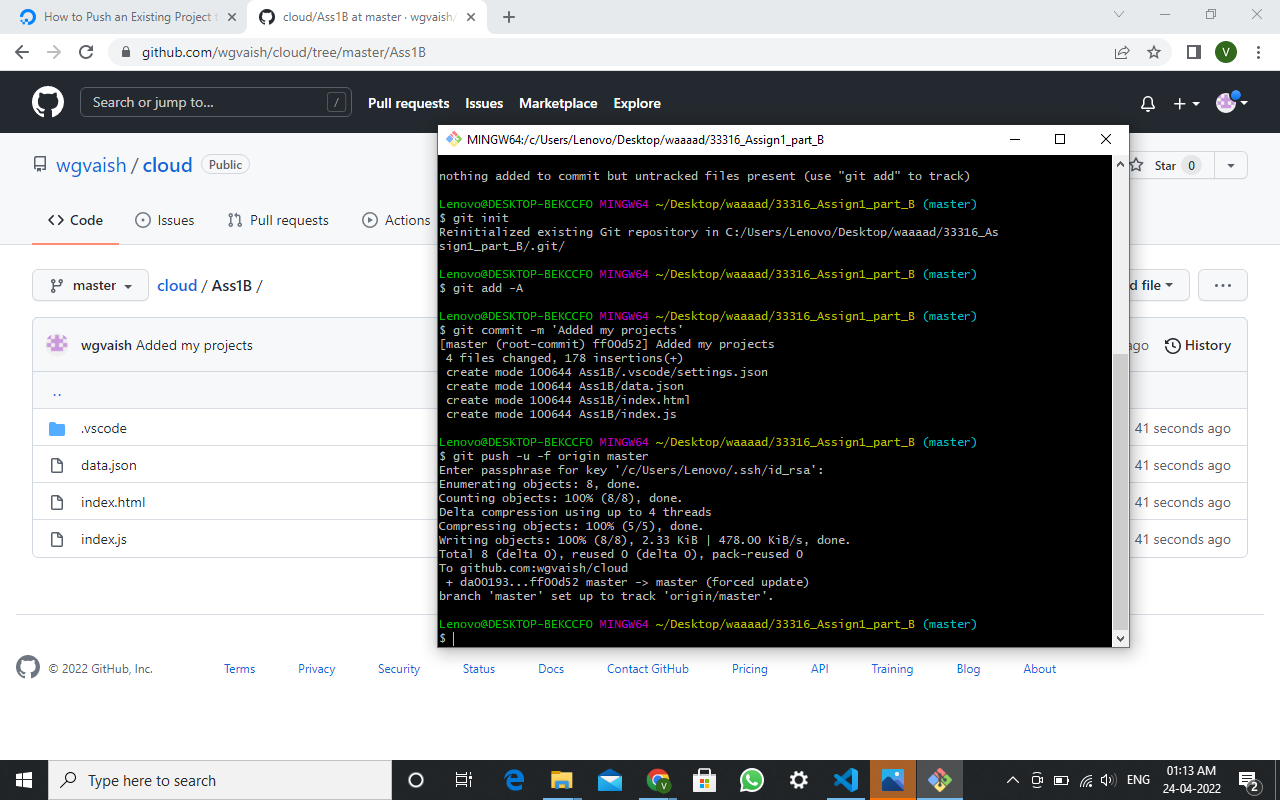 How to Push an Existing Project t
cloud/Ass1B at master · wgvaish/
github.com/wgvaish/cloud/tree/master/Ass1B
V
Search or jump to...
/
Pull requests
Issues
Marketplace
Explore
wgvaish / cloud
Public
Star 0
Code
Issues
Pull requests
Actions
master
cloud / Ass1B /
d file
...
wgvaish Added my projects
ago
History
..
.vscode
41 seconds ago
data.json
41 seconds ago
index.html
41 seconds ago
index.js
41 seconds ago
MINGW64:/c/Users/Lenovo/Desktop/waaaad/33316_Assign1_part_B
nothing added to commit but untracked files present (use "git add" to track)
Lenovo@DESKTOP-BEKCCFO MINGW64 ~/Desktop/waaaad/33316_Assign1_part_B (master)
$ git init
Reinitialized existing Git repository in C:/Users/Lenovo/Desktop/waaaad/33316_As
sign1_part_B/.git/
Lenovo@DESKTOP-BEKCCFO MINGW64 ~/Desktop/waaaad/33316_Assign1_part_B (master)
$ git add -A
Lenovo@DESKTOP-BEKCCFO MINGW64 ~/Desktop/waaaad/33316_Assign1_part_B (master)
$ git commit -m 'Added my projects'
[master (root-commit) ff00d52] Added my projects
4 files changed, 178 insertions(+)
create mode 100644 Ass1B/.vscode/settings.json
create mode 100644 Ass1B/data.json
create mode 100644 Ass1B/index.html
create mode 100644 Ass1B/index.js
Lenovo@DESKTOP-BEKCCFO MINGW64 ~/Desktop/waaaad/33316_Assign1_part_B (master)
$ git push -u -f origin master
Enter passphrase for key '/c/Users/Lenovo/.ssh/id_rsa':
Enumerating objects: 8, done.
Counting objects: 100% (8/8), done.
Delta compression using up to 4 threads
Compressing objects: 100% (5/5), done.
Writing objects: 100% (8/8), 2.33 KiB | 478.00 KiB/s, done.
Total 8 (delta 0), reused 0 (delta 0), pack-reused 0
To github.com:wgvaish/cloud
+ da00193...ff00d52 master -> master (forced update)
branch 'master' set up to track 'origin/master'.
Lenovo@DESKTOP-BEKCCFO MINGW64 ~/Desktop/waaaad/33316_Assign1_part_B (master)
$
© 2022 GitHub, Inc.
Terms
Privacy
Security
Status
Docs
Contact GitHub
Pricing
API
Training
Blog
About
Type here to search
ENG
01:13 AM
24-04-2022
2